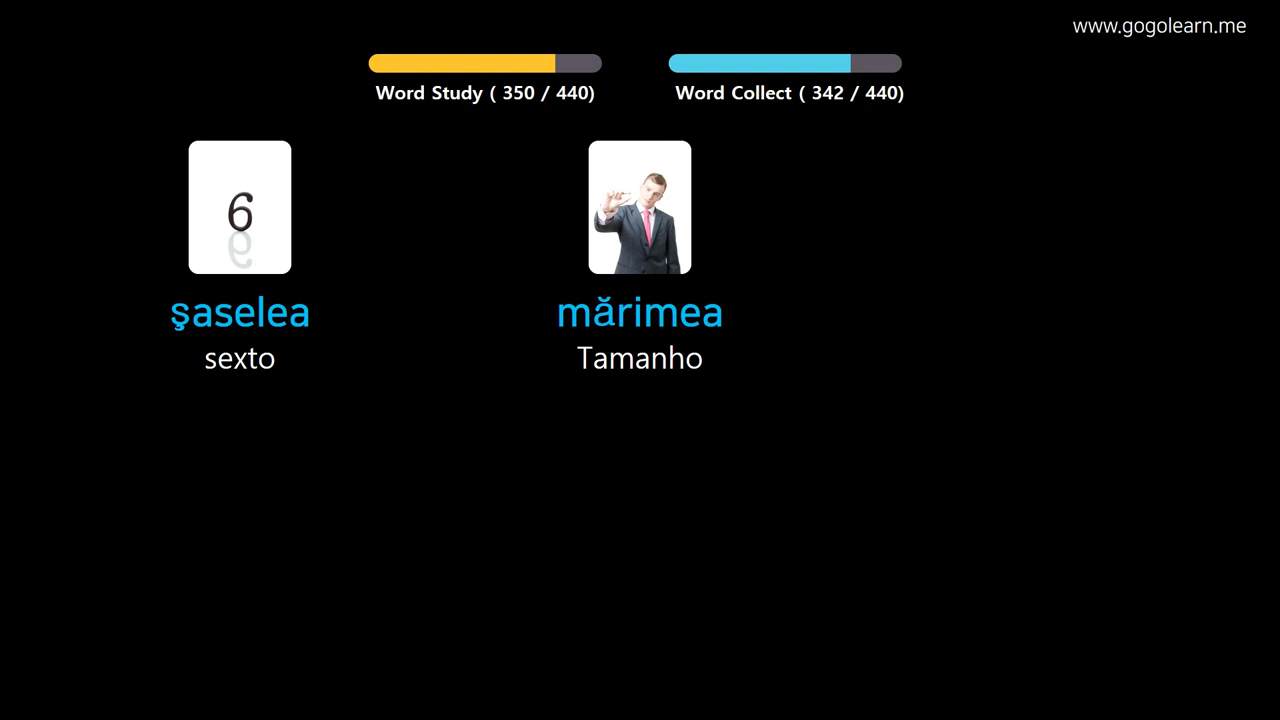 www.gogolearn.me
Word Study ( 350 / 440)
Word Collect ( 342 / 440)
6
şaselea
mărimea
sexto
Tamanho